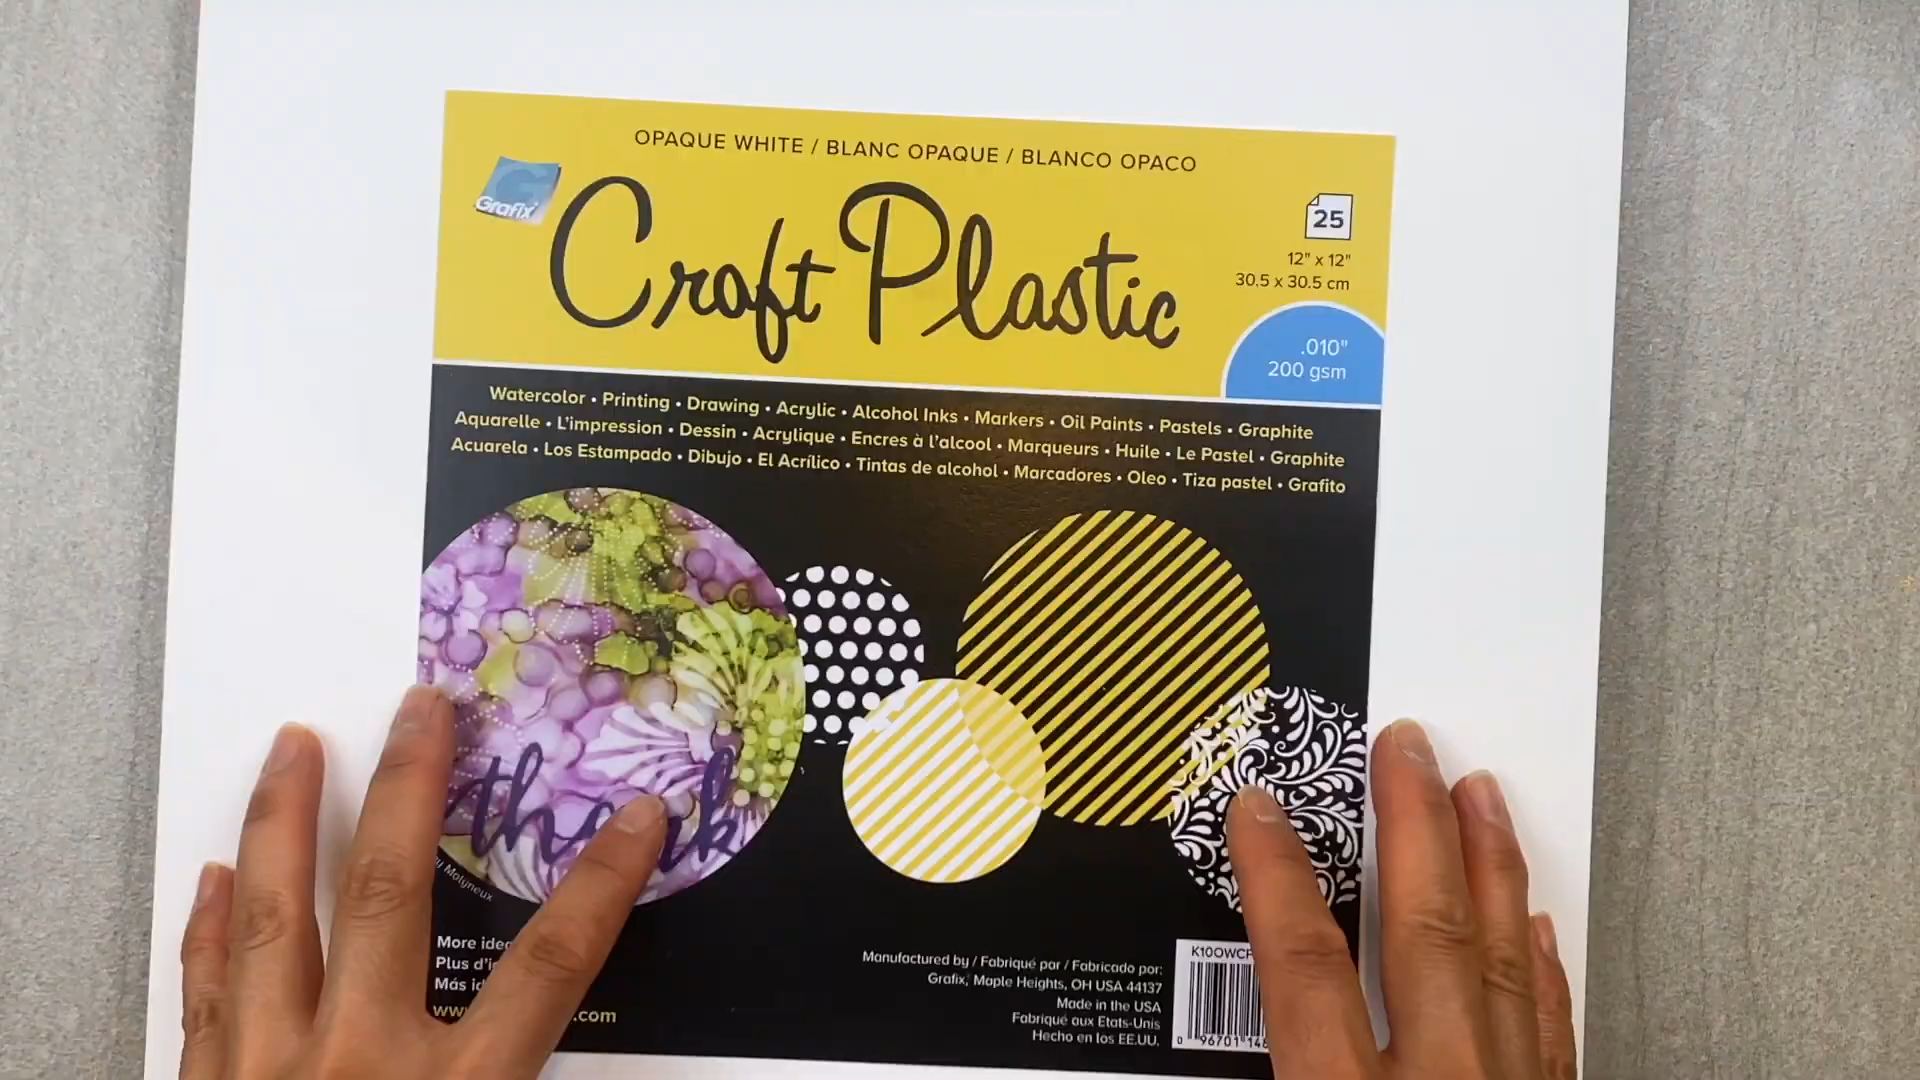 OPAQUE WHITE / BLANC OPAQUE / BLANCO OPACO
Grafix
Craft Plastic
25
12" x 12"
30.5 x 30.5 cm
.010"
200 gsm
Watercolor • Printing • Drawing • Acrylic • Alcohol Inks • Markers • Oil Paints • Pastels • Graphite
Aquarelle • L'impression • Dessin • Acrylique • Encres à l'alcool • Marqueurs • Huile • Le Pastel • Graphite
Acuarela • Los Estampado • Dibujo • El Acrílico • Tintas de alcohol • Marcadores • Oleo • Tiza pastel • Grafito
Molyneux
More
Plus
Más
.com
Manufactured by / Fabriqué par / Fabricado por:
Grafix, Maple Heights, OH USA 44137
Made in the USA
Fabriqué aux Etats-Unis
Hecho en los EE.UU.
0 96701